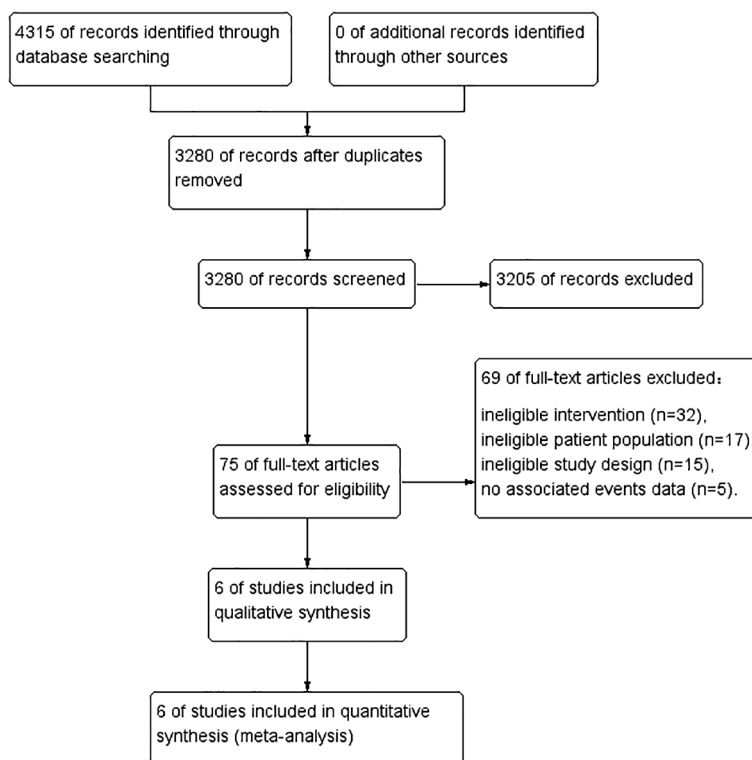 4315 of records identified through
database searching
0 of additional records identified
through other sources
3280 of records after duplicates
removed
3280 of records screened
3205 of records excluded
75 of full-text articles
assessed for eligibility
69 of full-text articles excluded：
ineligible intervention (n=32),
ineligible patient population (n=17)
ineligible study design (n=15),
no associated events data (n=5).
6 of studies included in
qualitative synthesis
6 of studies included in quantitative
synthesis (meta-analysis)